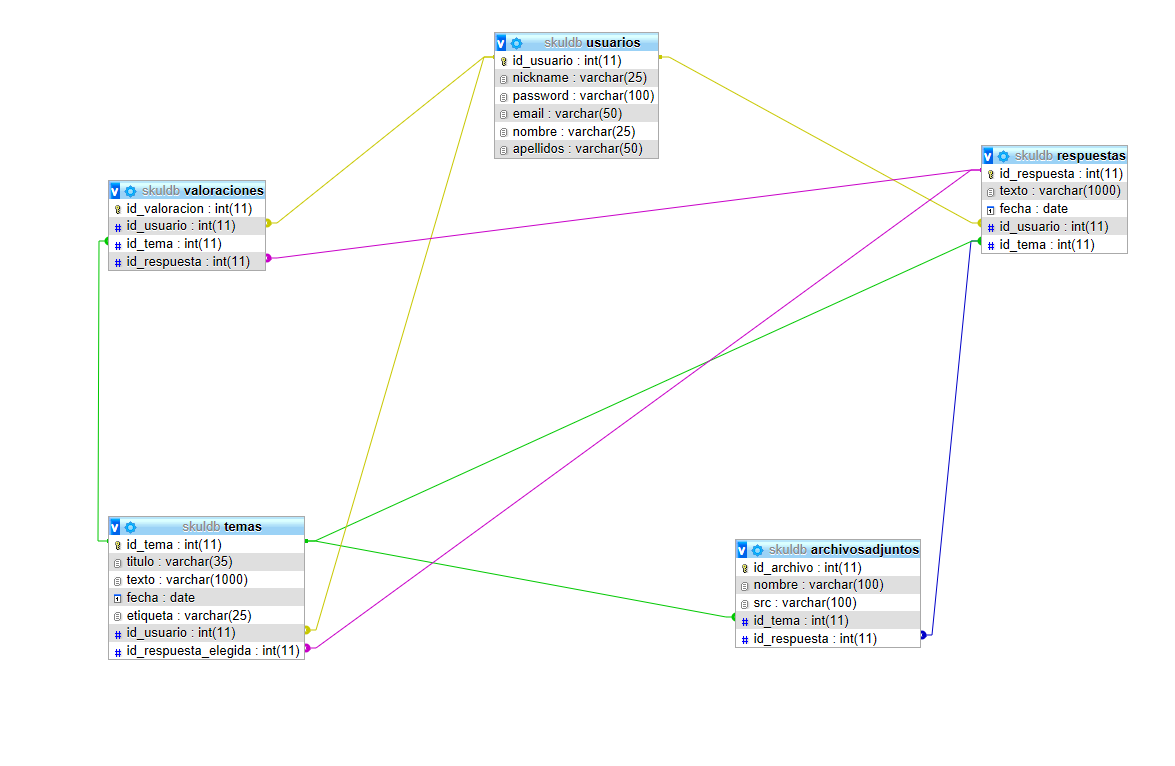 skuldb usuarios
id_usuario : int(11)
nickname : varchar(25)
password : varchar(100)
email : varchar(50)
nombre : varchar(25)
apellidos : varchar(50)
skuldb respuestas
id_respuesta : int(11)
texto : varchar(1000)
fecha : date
id_usuario : int(11)
id_tema : int(11)
skuldb valoraciones
id_valoracion : int(11)
id_usuario : int(11)
id_tema : int(11)
id_respuesta : int(11)
skuldb temas
id_tema : int(11)
titulo : varchar(35)
texto : varchar(1000)
fecha : date
etiqueta : varchar(25)
id_usuario : int(11)
id_respuesta_elegida : int(11)
skuldb archivosadjuntos
id_archivo : int(11)
nombre : varchar(100)
src : varchar(100)
id_tema : int(11)
id_respuesta : int(11)